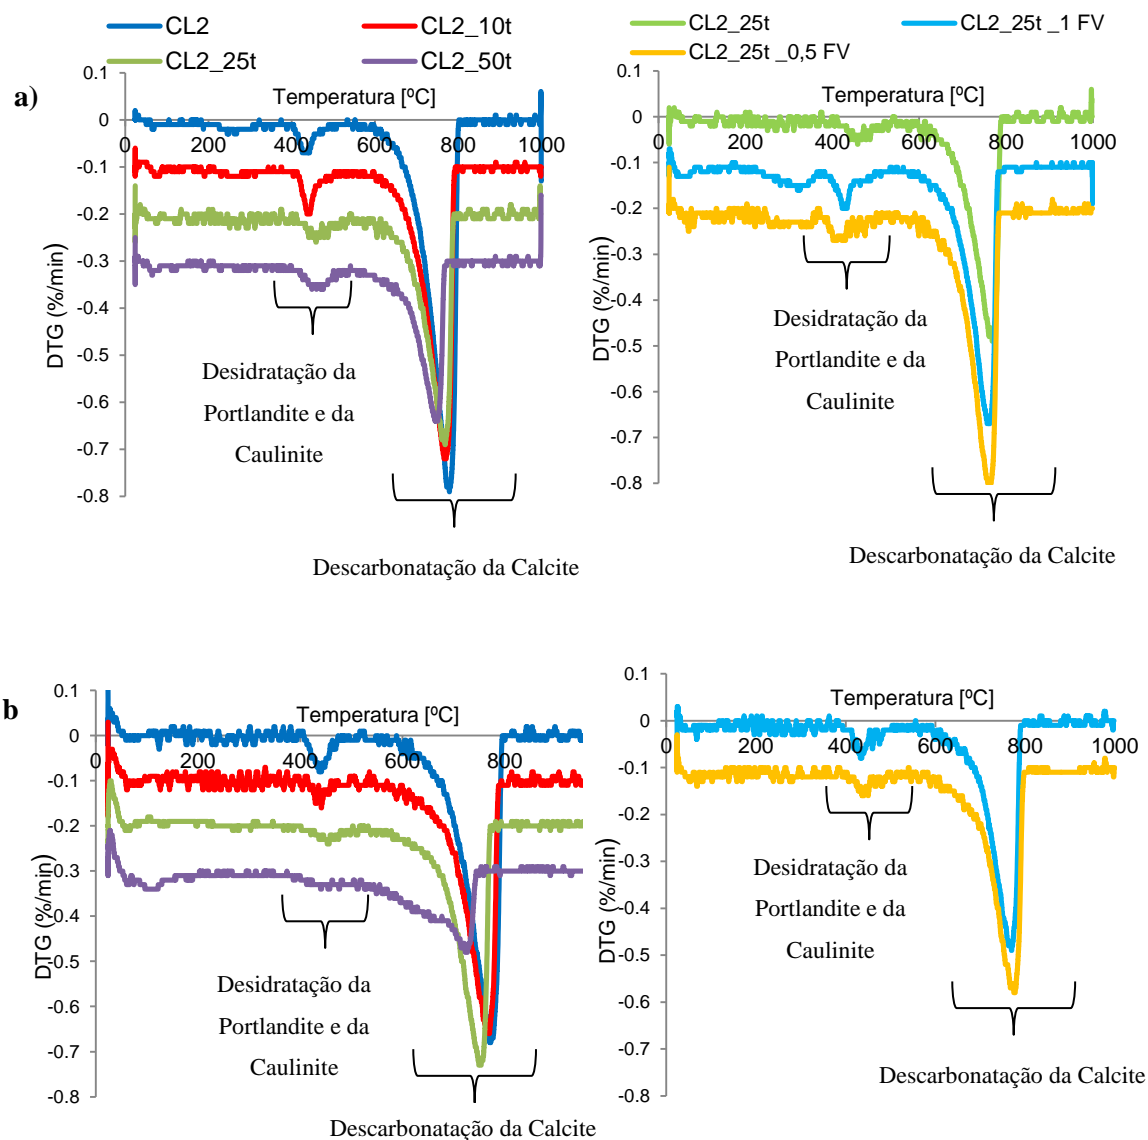 CL2
CL2_10t
CL2_25t
CL2_50t
a)
0.1
0
-0.1
-0.2
-0.3
-0.4
-0.5
-0.6
-0.7
-0.8
0 200 400 600 800 1000
Temperatura [ºC]
DTG (%/min)
Desidratação da
Portlandite e da
Caulinite
Descarbonatação da Calcite
CL2_25t
CL2_25t _1 FV
CL2_25t _0,5 FV
0.1
0
-0.1
-0.2
-0.3
-0.4
-0.5
-0.6
-0.7
-0.8
0 200 400 600 800 1000
Temperatura [ºC]
DTG (%/min)
Desidratação da
Portlandite e da
Caulinite
Descarbonatação da Calcite
b
0.1
0
-0.1
-0.2
-0.3
-0.4
-0.5
-0.6
-0.7
-0.8
0 200 400 600 800
Temperatura [ºC]
DTG (%/min)
Desidratação da
Portlandite e da
Caulinite
Descarbonatação da Calcite
0.1
0
-0.1
-0.2
-0.3
-0.4
-0.5
-0.6
-0.7
-0.8
0 200 400 600 800 1000
Temperatura [ºC]
DTG (%/min)
Desidratação da
Portlandite e da
Caulinite
Descarbonatação da Calcite